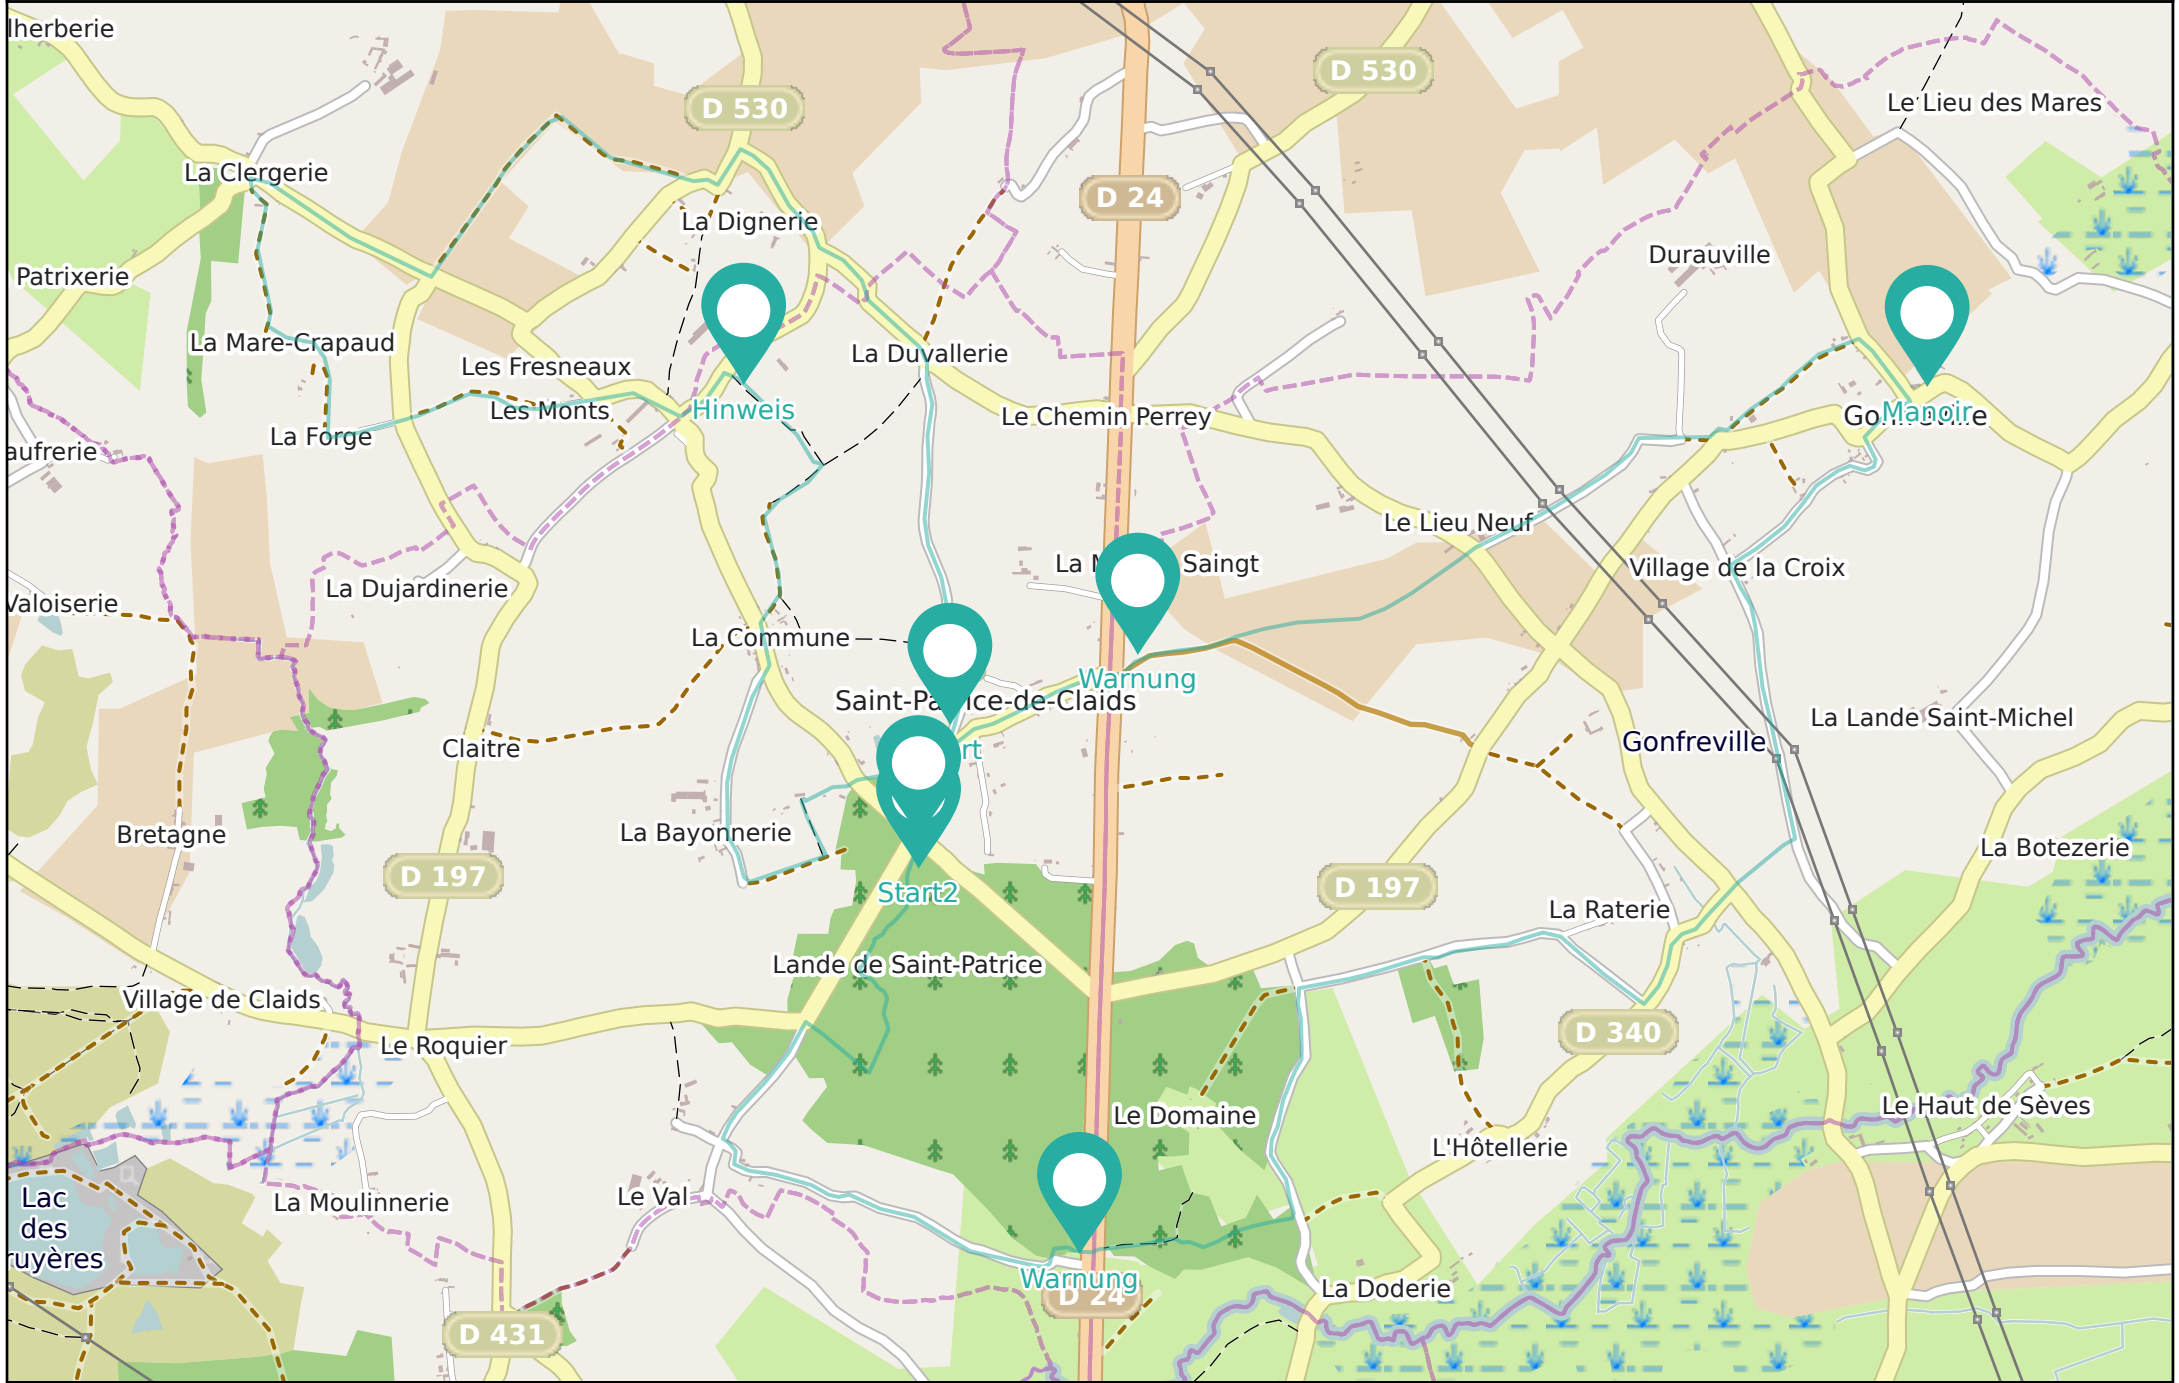 D 530
D 530
Le Lieu des Mares
La Clergerie
D 24
La Dignerie
Durauville
Patrixerie
La Mare-Crapaud
Les Fresneaux
La Duvallerie
Hinweis
Les Monts
Le Chemin Perrey
Manoir
La Forge
Le Lieu Neuf
La
Saingt
Village de la Croix
La Dujardinerie
La Commune
Warnung
Saint-Pa
ice-de-Claids
La Lande Saint-Michel
Claitre
Gonfreville
La Bayonnerie
Bretagne
La Botezerie
D 197
D 197
Start2
La Raterie
Lande de Saint-Patrice
Village de Claids
Le Roquier
D 340
Le Domaine
Le Haut de Sèves
L'Hôtellerie
Le Val
La Moulinnerie
Lac
des
ruyères
Warnung
D 24
La Doderie
D 431
lherberie
aufrerie
Valoiserie
rt